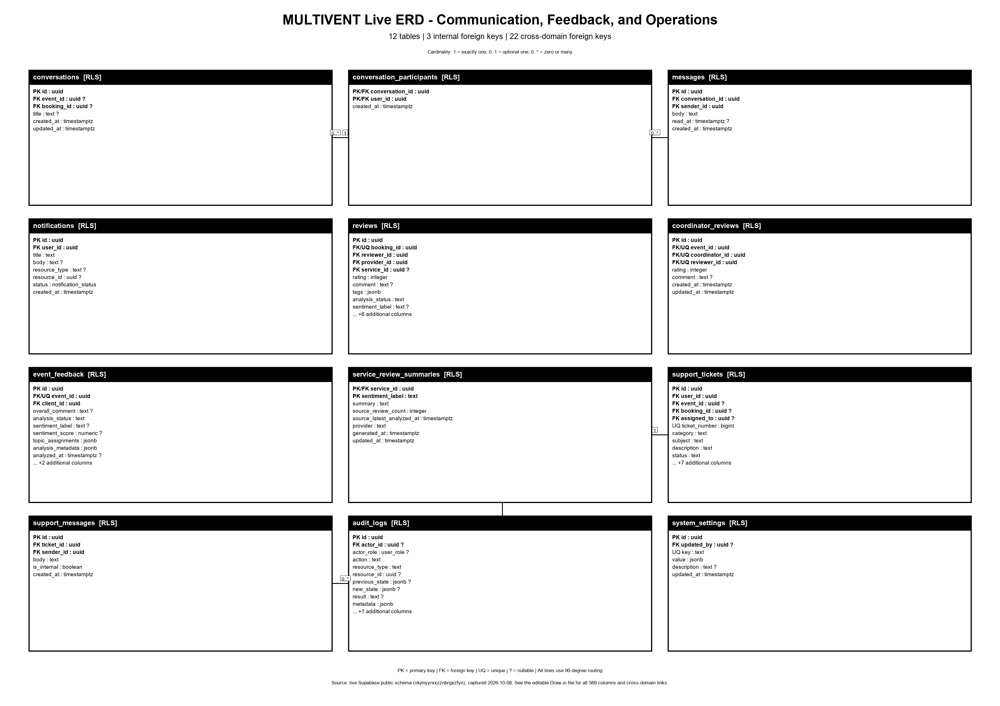 MULTIVENT Live ERD - Communication, Feedback, and Operations
12 tables | 3 internal foreign keys | 22 cross-domain foreign keys
Cardinality: 1 = exactly one; 0..1 = optional one; 0..* = zero or many
conversations [RLS]
PK id : uuid
FK event_id : uuid ?
FK booking_id : uuid ?
title : text ?
created_at : timestamptz
updated_at : timestamptz
0..*
1
conversation_participants [RLS]
PK/FK conversation_id : uuid
PK/FK user_id : uuid
created_at : timestamptz
0..*
messages [RLS]
PK id : uuid
FK conversation_id : uuid
FK sender_id : uuid
body : text
read_at : timestamptz ?
created_at : timestamptz
notifications [RLS]
PK id : uuid
FK user_id : uuid
title : text
body : text ?
resource_type : text ?
resource_id : uuid ?
status : notification_status
created_at : timestamptz
reviews [RLS]
PK id : uuid
FK/UQ booking_id : uuid
FK reviewer_id : uuid
FK provider_id : uuid
FK service_id : uuid ?
rating : integer
comment : text ?
tags : jsonb
analysis_status : text
sentiment_label : text ?
... +6 additional columns
coordinator_reviews [RLS]
PK id : uuid
FK/UQ event_id : uuid
FK/UQ coordinator_id : uuid
FK/UQ reviewer_id : uuid
rating : integer
comment : text ?
created_at : timestamptz
updated_at : timestamptz
event_feedback [RLS]
PK id : uuid
FK/UQ event_id : uuid
FK client_id : uuid
overall_comment : text ?
analysis_status : text
sentiment_label : text ?
sentiment_score : numeric ?
topic_assignments : jsonb
analysis_metadata : jsonb
analyzed_at : timestamptz ?
... +2 additional columns
service_review_summaries [RLS]
PK/FK service_id : uuid
PK sentiment_label : text
summary : text
source_review_count : integer
source_latest_analyzed_at : timestamptz
provider : text
generated_at : timestamptz
updated_at : timestamptz
1
support_tickets [RLS]
PK id : uuid
FK user_id : uuid
FK event_id : uuid ?
FK booking_id : uuid ?
FK assigned_to : uuid ?
UQ ticket_number : bigint
category : text
subject : text
description : text
status : text
... +7 additional columns
support_messages [RLS]
PK id : uuid
FK ticket_id : uuid
FK sender_id : uuid
body : text
is_internal : boolean
created_at : timestamptz
0..*
audit_logs [RLS]
PK id : uuid
FK actor_id : uuid ?
actor_role : user_role ?
action : text
resource_type : text
resource_id : uuid ?
previous_state : jsonb ?
new_state : jsonb ?
result : text ?
metadata : jsonb
... +1 additional columns
system_settings [RLS]
PK id : uuid
FK updated_by : uuid ?
UQ key : text
value : jsonb
description : text ?
updated_at : timestamptz
PK = primary key | FK = foreign key | UQ = unique | ? = nullable | All lines use 90-degree routing
Source: live Supabase public schema (vkjmyyrxxzznbrgxzfyn), captured 2026-10-08. See the editable Draw.io file for all 569 columns and cross-domain links.